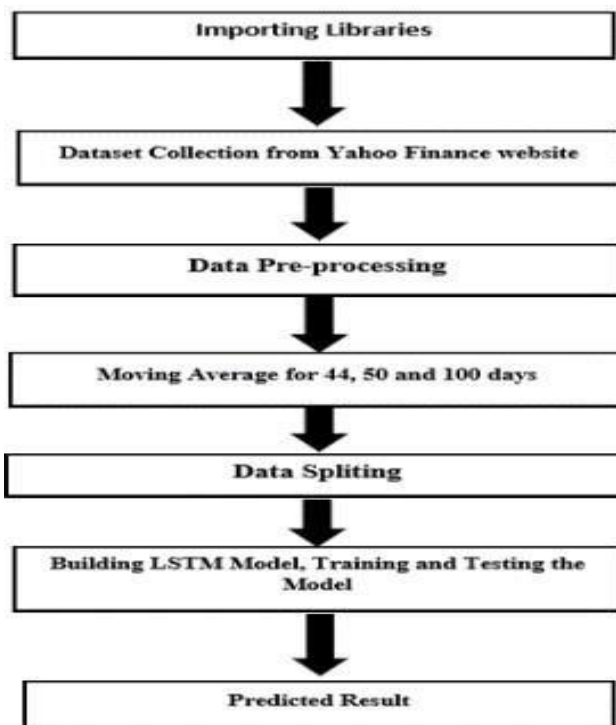 Importing Libraries
Dataset Collection from Yahoo Finance website
Data Pre-processing
Moving Average for 44, 50 and 100 days
Data Spliting
Building LSTM Model, Training and Testing the
Model
Predicted Result